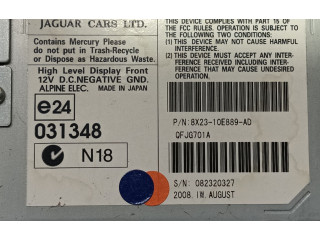 JAGUAR CARS LTD.
Contains Mercury Please
do not put in Trash-Recycle
or Dispose as Hazardous Waste.
High Level Display Front
12V D.C.NEGATIVE GND.
ALPINE ELEC. MADE IN JAPAN
e24
031348
N18
THIS DEVICE COMPLIES WITH PART 15 OF
THE FCC RULES. OPERATION IS SUBJECT TO
THE FOLLOWING TWO CONDITIONS:
(1) THIS DEVICE MAY NOT CAUSE HARMFUL
INTERFERENCE,
(2) THIS DEVICE MUST ACCEPT ANY INTER-
FERENCE RECEIVED INCLUDING INTERFERENCE
THAT MAY CAUSE UNDESIRED OPERATION.
P/N:8X23-10E889-AD
QFJG701A
S/N: 082320327
2008.IW.AUGUST